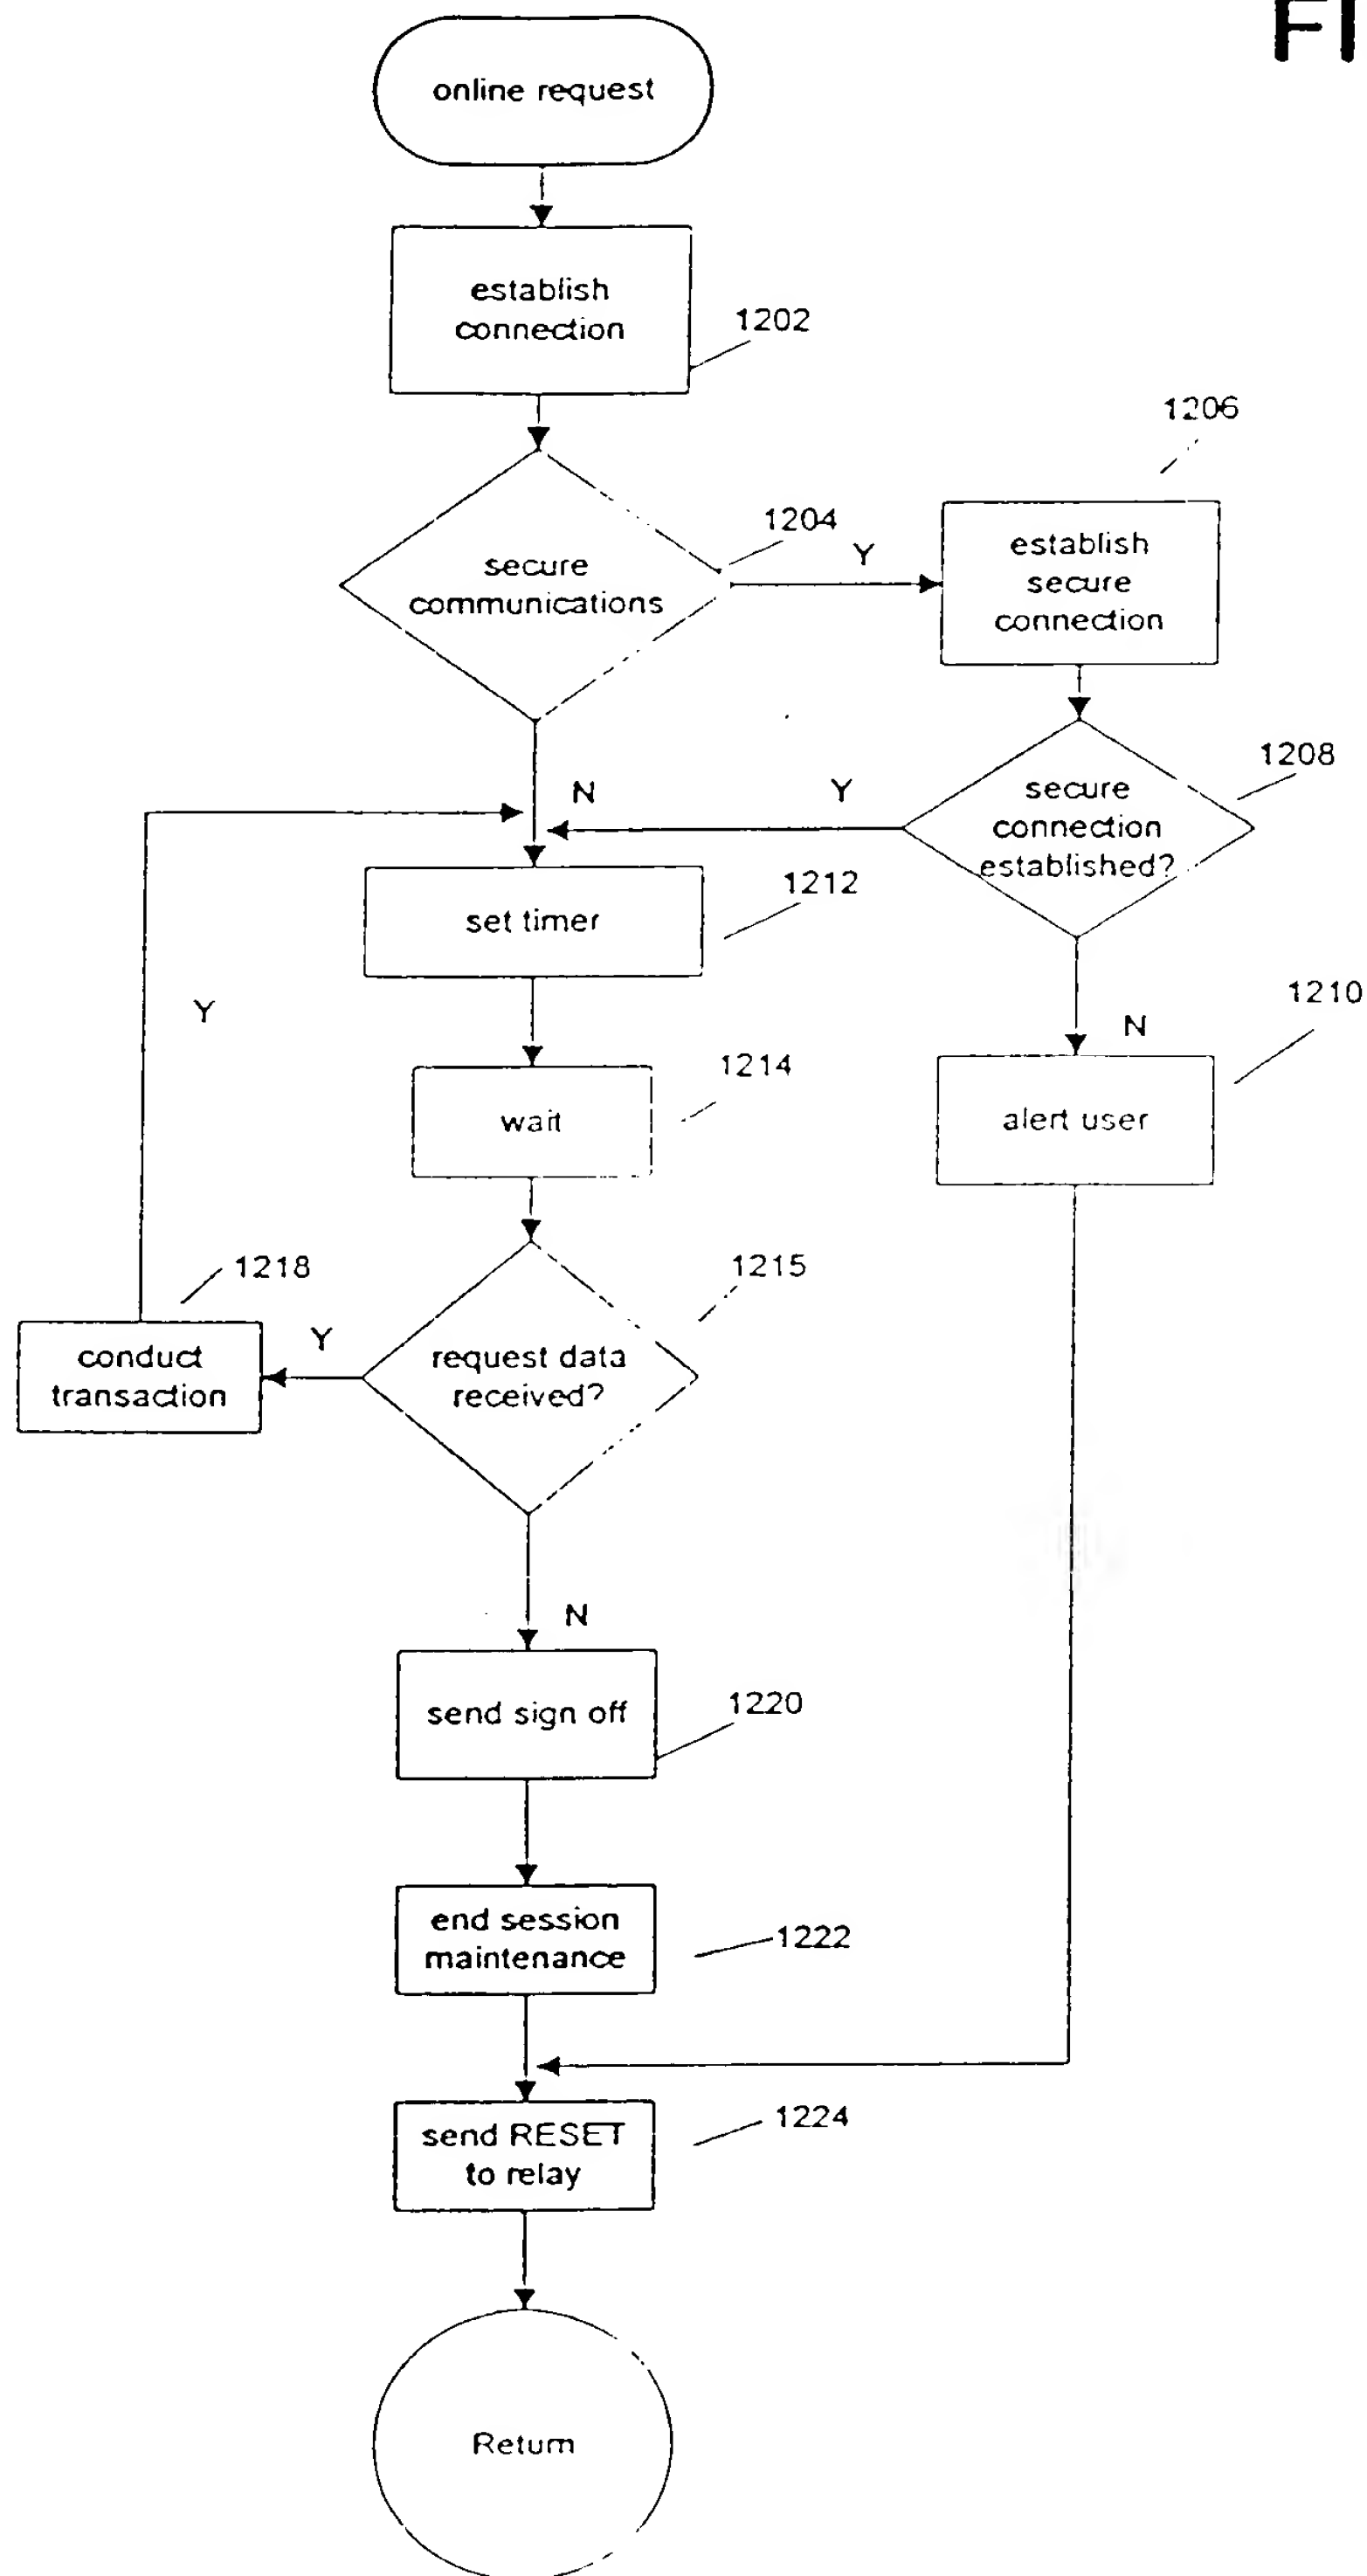 FI
online request
establish
connection
1202
1206
1204
secure
communications
Y
establish
secure
connection
1208
N
Y
secure
connection
established?
1212
set timer
Y
1210
N
1214
wait
alert user
1218
1215
conduct
transaction
Y
request data
received?
N
send sign off
1220
end session
maintenance
1222
send RESET
to relay
1224
Return